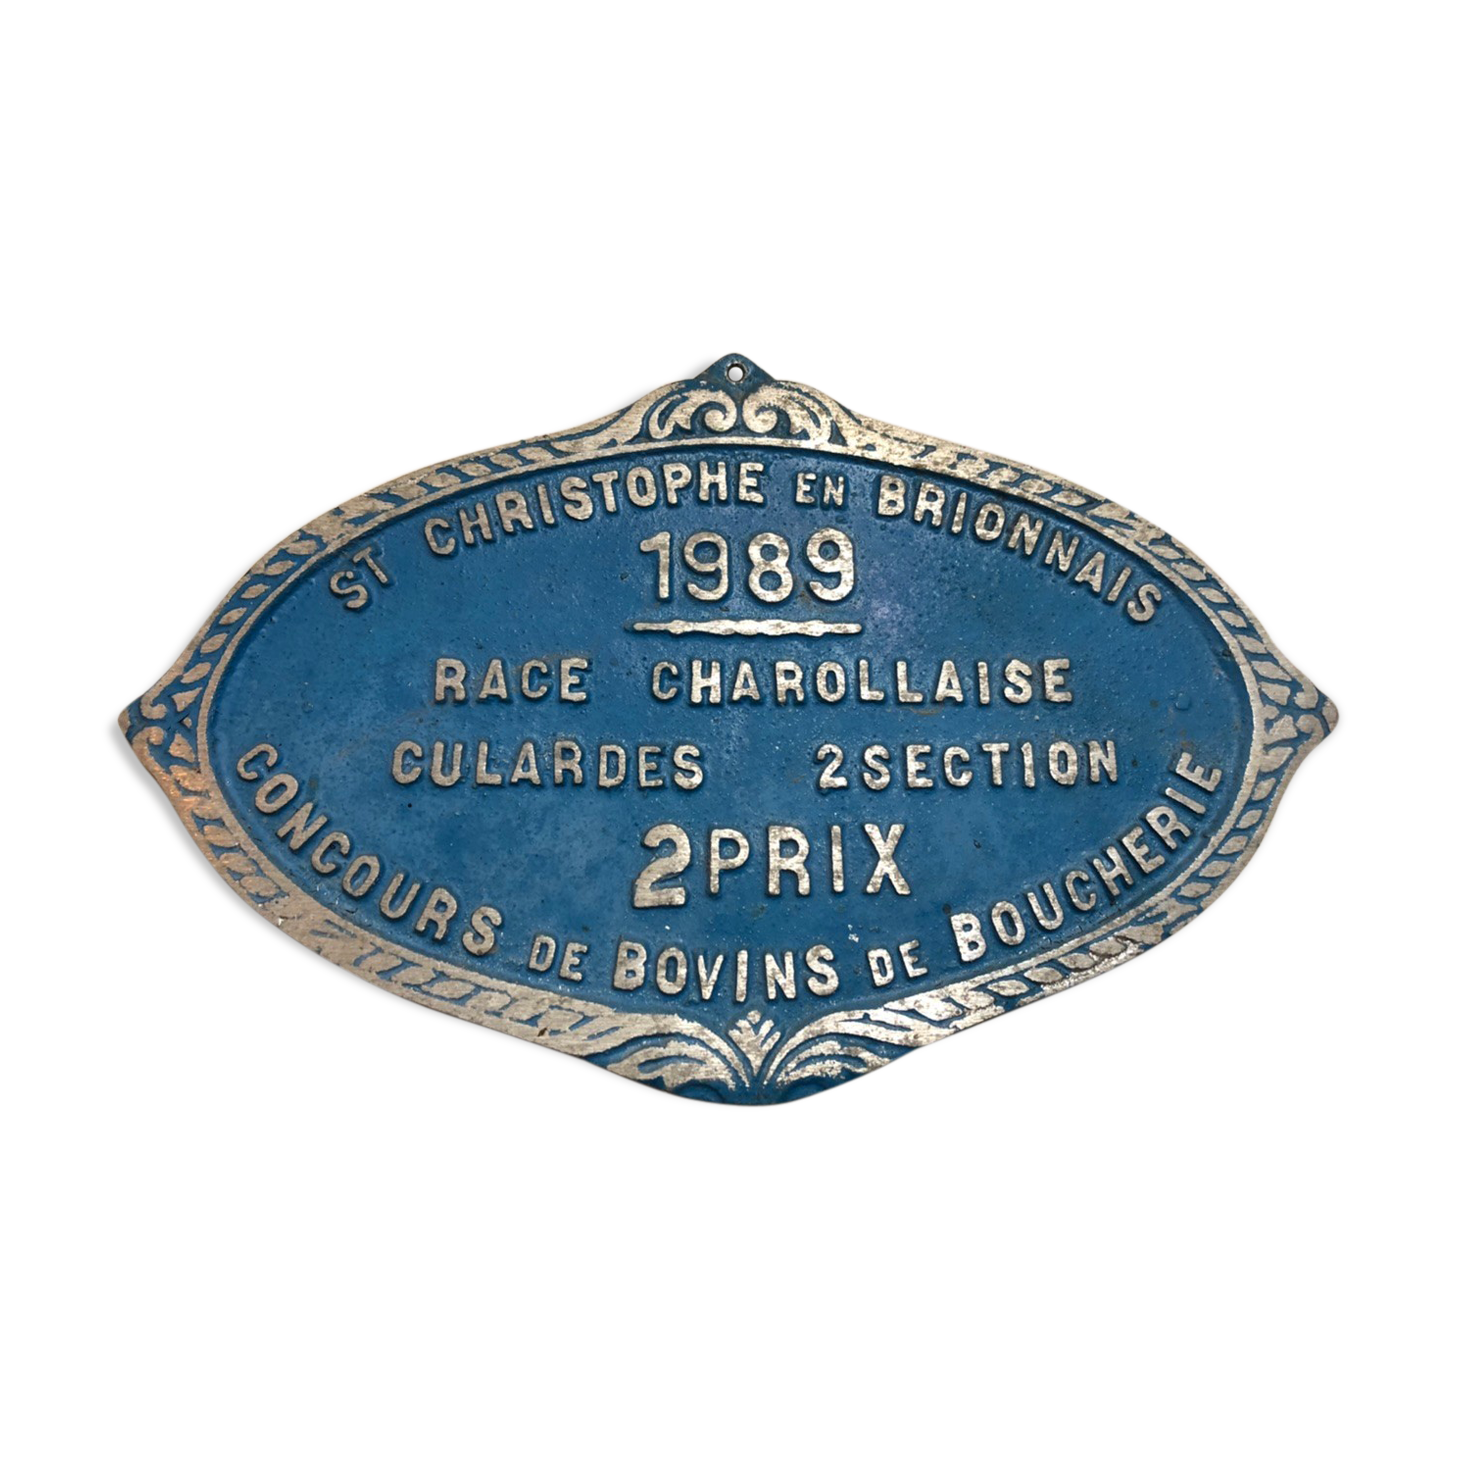 ST CHRISTOPHE EN BRIONNAIS
1989
RACE CHAROLLAISE
CULARDES 2SECTION
2PRIX
CONCOURS DE BOVINS DE BOUCHERIE